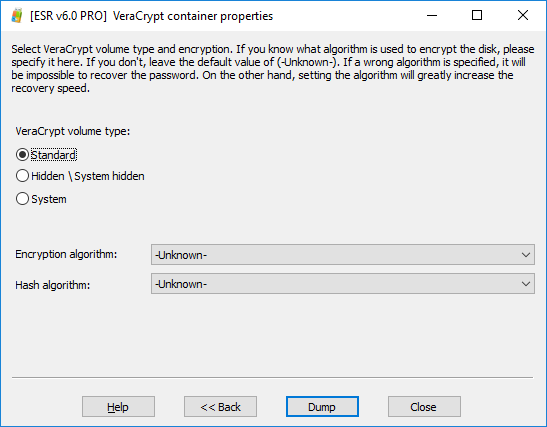 [ESR v6.0 PRO] VeraCrypt container properties
Select VeraCrypt volume type and encryption. If you know what algorithm is used to encrypt the disk, please
specify it here. If you don't, leave the default value of (-Unknown-). If a wrong algorithm is specified, it will
be impossible to recover the password. On the other hand, setting the algorithm will greatly increase the
recovery speed.
VeraCrypt volume type:
Standard
Hidden \ System hidden
System
Encryption algorithm: -Unknown-
Hash algorithm: -Unknown-
Help << Back Dump Close